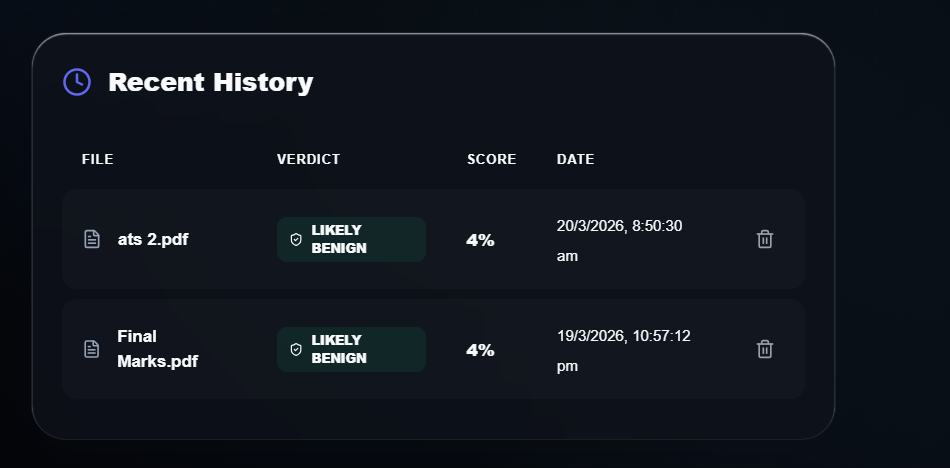 Recent History
FILE VERDICT SCORE DATE
ats 2.pdf LIKELY BENIGN 4% 20/3/2026, 8:50:30 am
Final Marks.pdf LIKELY BENIGN 4% 19/3/2026, 10:57:12 pm